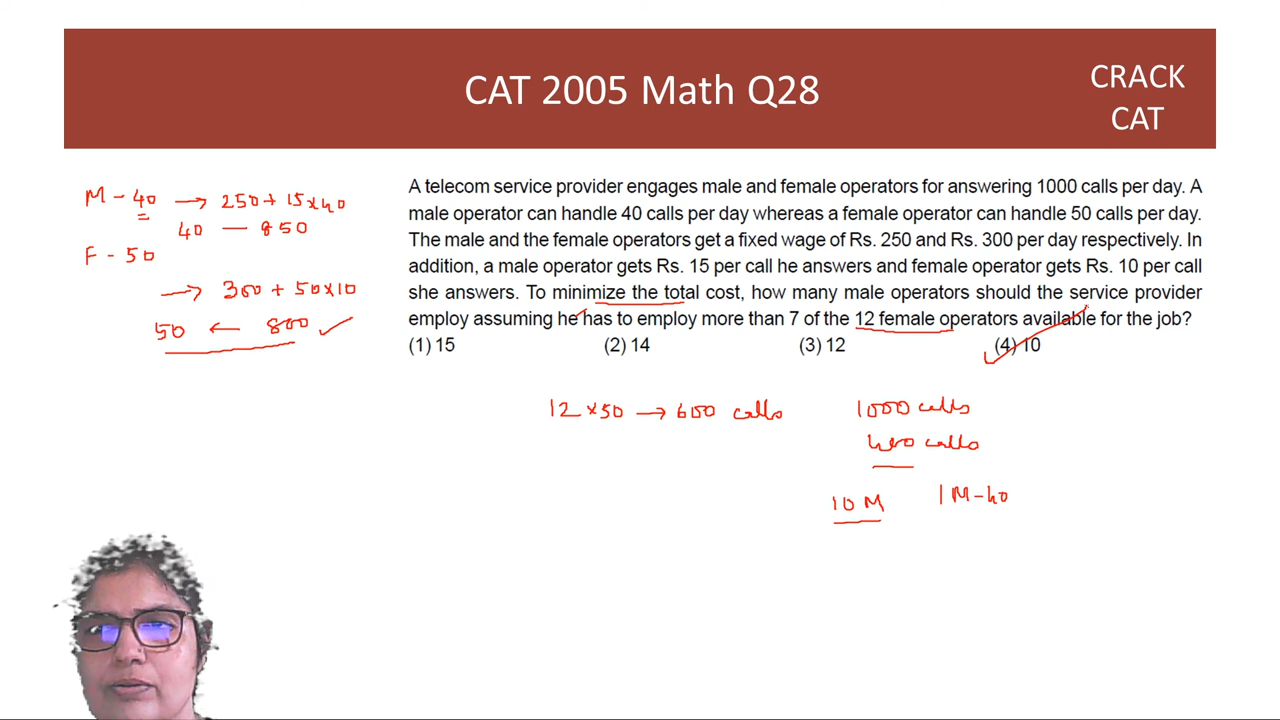 CAT 2005 Math Q28
CRACK
CAT
M - 40 → 250 + 15 x 40
40 — 850
F - 50
→ 300 + 50 x 10
50 ← 800 ✓
A telecom service provider engages male and female operators for answering 1000 calls per day. A
male operator can handle 40 calls per day whereas a female operator can handle 50 calls per day.
The male and the female operators get a fixed wage of Rs. 250 and Rs. 300 per day respectively. In
addition, a male operator gets Rs. 15 per call he answers and female operator gets Rs. 10 per call
she answers. To minimize the total cost, how many male operators should the service provider
employ assuming he has to employ more than 7 of the 12 female operators available for the job?
(1) 15 (2) 14 (3) 12 (4) 10
12 x 50 → 600 calls 1000 calls
400 calls
10 M 1 M - 40